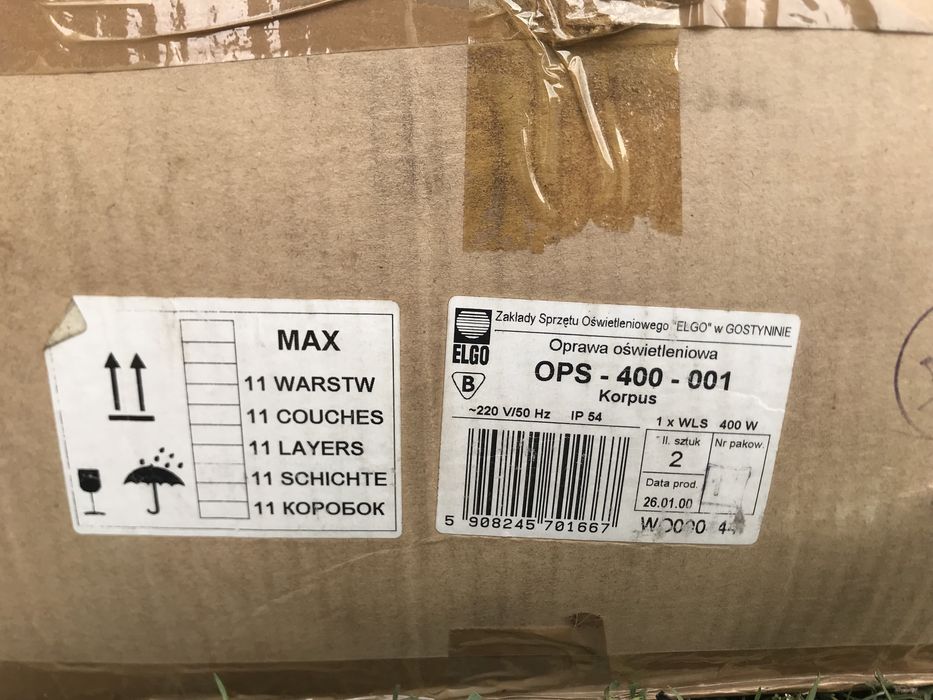 MAX
11 WARSTW
11 COUCHES
11 LAYERS
11 SCHICHTE
11 КОРОБОК
Zakłady Sprzętu Oświetleniowego "ELGO" w GOSTYNINIE
ELGO
Oprawa oświetleniowa
OPS - 400 - 001
Korpus
B
~220 V/50 Hz IP 54 1 x WLS 400 W
Il. sztuk
2
Nr pakow.
Data prod.
26.01.00
5 908245 701667